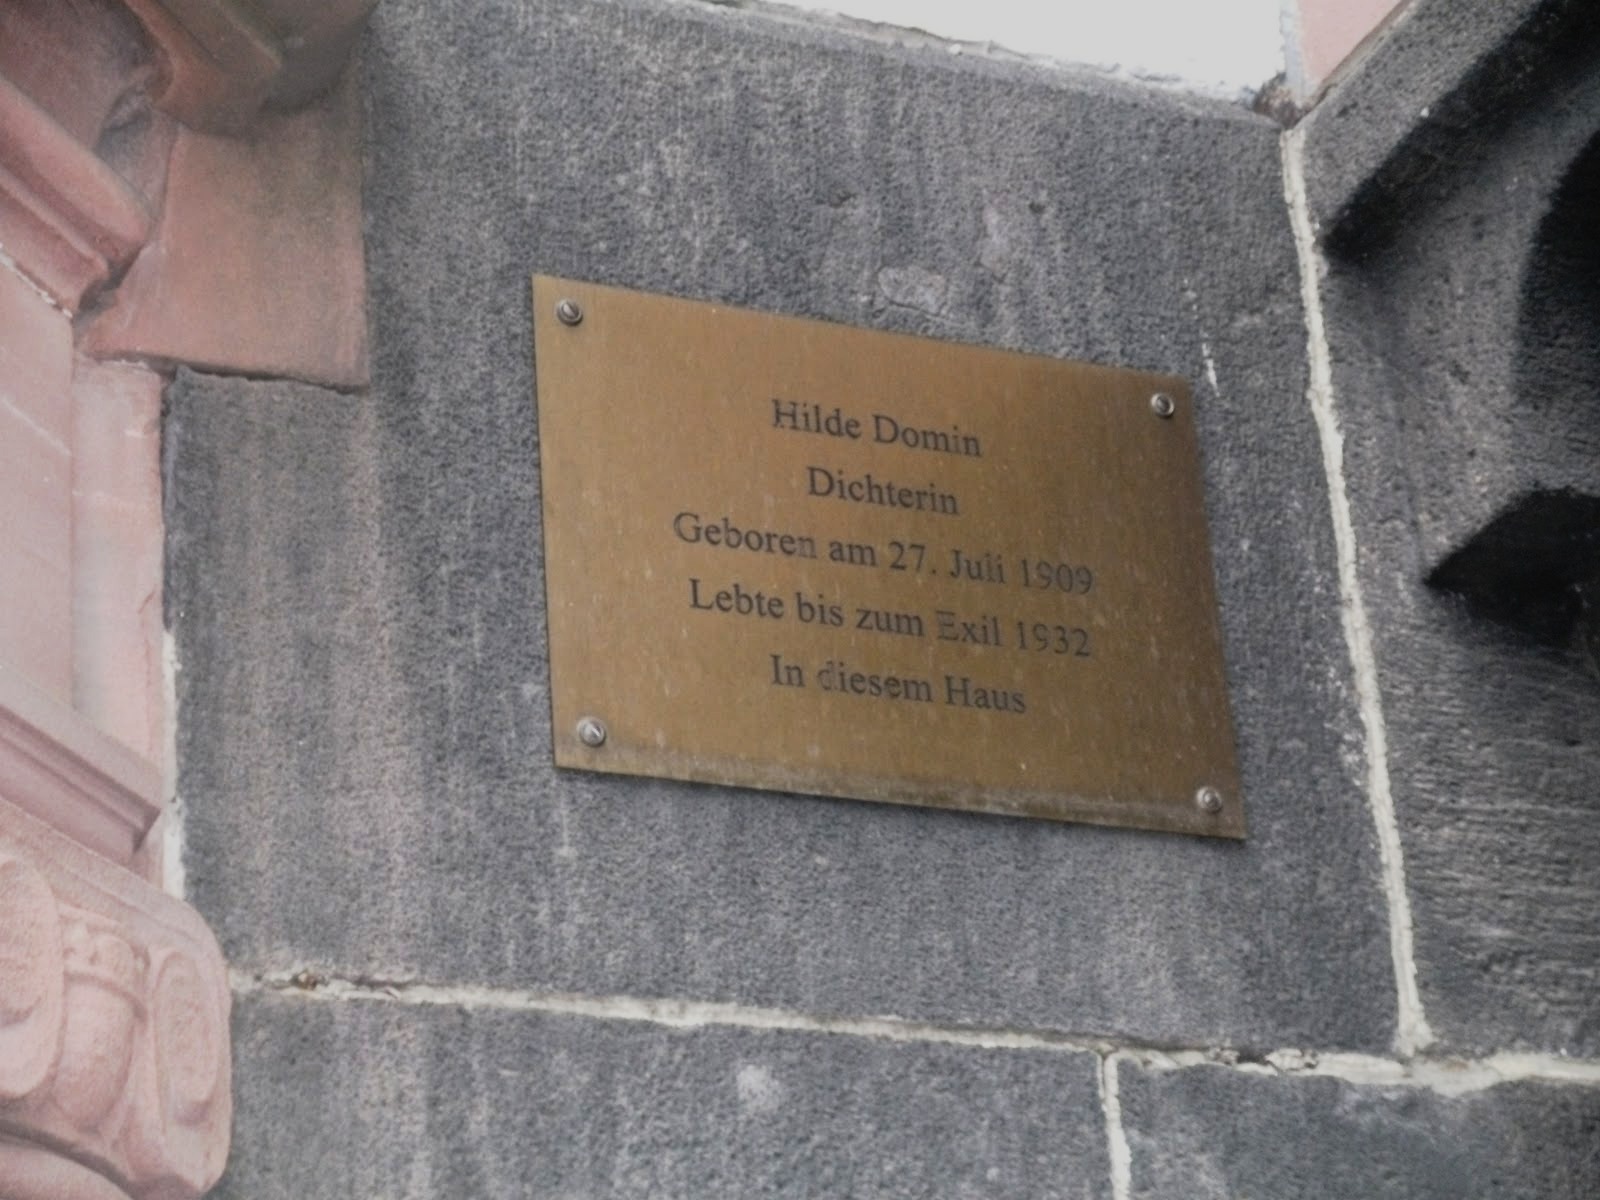 Hilde Domin
Dichterin
Geboren am 27. Juli 1909
Lebte bis zum Exil 1932
In diesem Haus